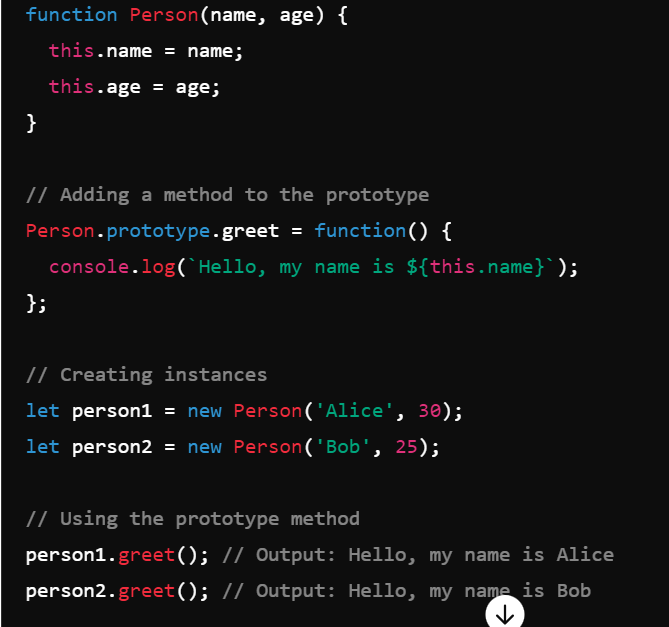 function Person(name, age) {
  this.name = name;
  this.age = age;
}
// Adding a method to the prototype
Person.prototype.greet = function() {
  console.log(`Hello, my name is ${this.name}`);
};
// Creating instances
let person1 = new Person('Alice', 30);
let person2 = new Person('Bob', 25);
// Using the prototype method
person1.greet(); // Output: Hello, my name is Alice
person2.greet(); // Output: Hello, my name is Bob